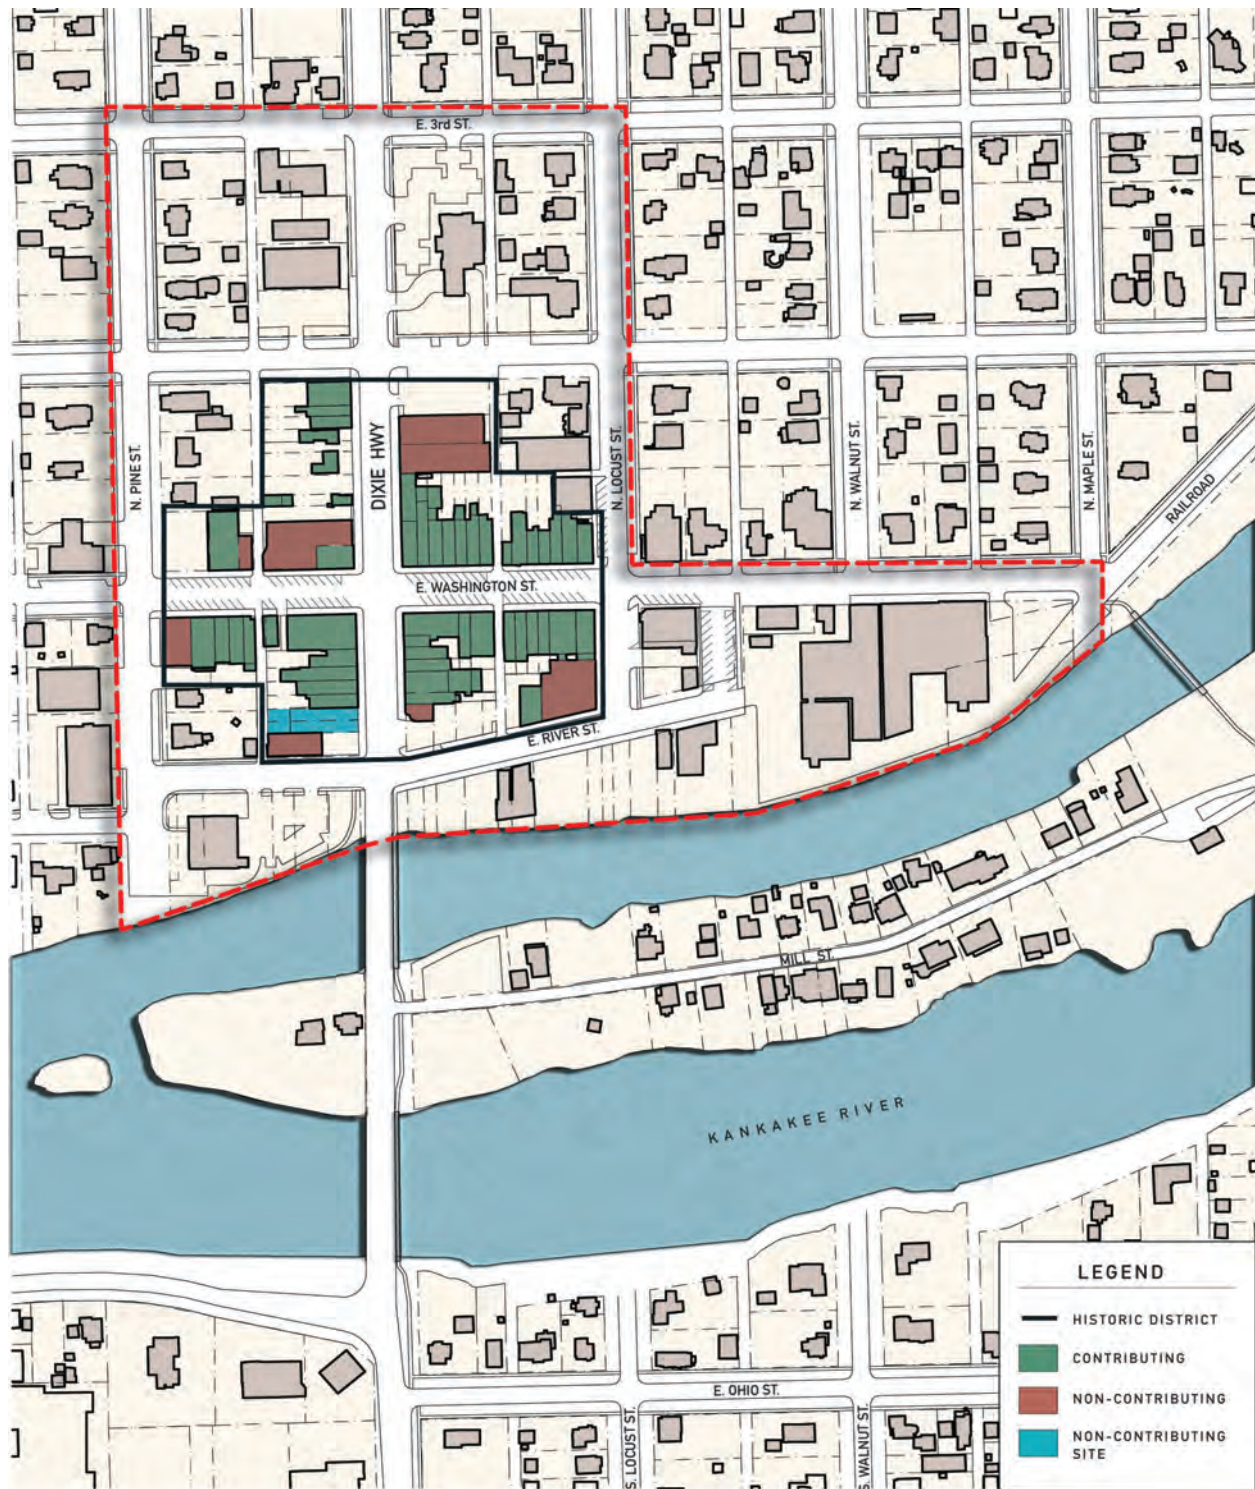 E. 3rd ST.
N. PINE ST.
DIXIE HWY
N. LOCUST ST.
N. WALNUT ST.
N. MAPLE ST.
RAILROAD
E. WASHINGTON ST.
E. RIVER ST.
MILL ST.
KANKAKEE RIVER
LEGEND
HISTORIC DISTRICT
CONTRIBUTING
NON-CONTRIBUTING
NON-CONTRIBUTING
SITE
E. OHIO ST.
S. LOCUST ST.
S. WALNUT ST.